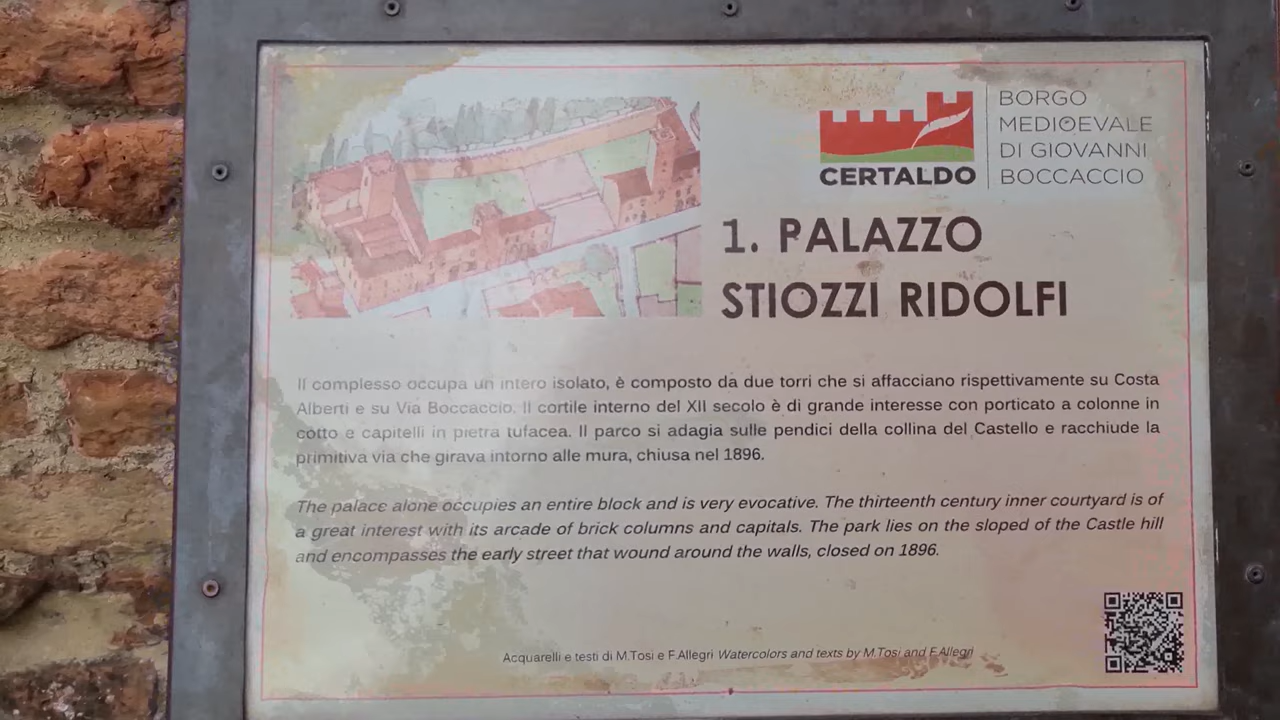 BORGO
MEDIOEVALE
DI GIOVANNI
BOCCACCIO
CERTALDO
1. PALAZZO
STIOZZI RIDOLFI
Il complesso occupa un intero isolato, è composto da due torri che si affacciano rispettivamente su Costa
Alberti e su Via Boccaccio. Il cortile interno del XII secolo è di grande interesse con porticato a colonne in
cotto e capitelli in pietra tufacea. Il parco si adagia sulle pendici della collina del Castello e racchiude la
primitiva via che girava intorno alle mura, chiusa nel 1896.
The palace alone occupies an entire block and is very evocative. The thirteenth century inner courtyard is of
a great interest with its arcade of brick columns and capitals. The park lies on the sloped of the Castle hill
and encompasses the early street that wound around the walls, closed on 1896.
Acquarelli e testi di M.Tosi e F.Allegri Watercolors and texts by M.Tosi and F.Allegri